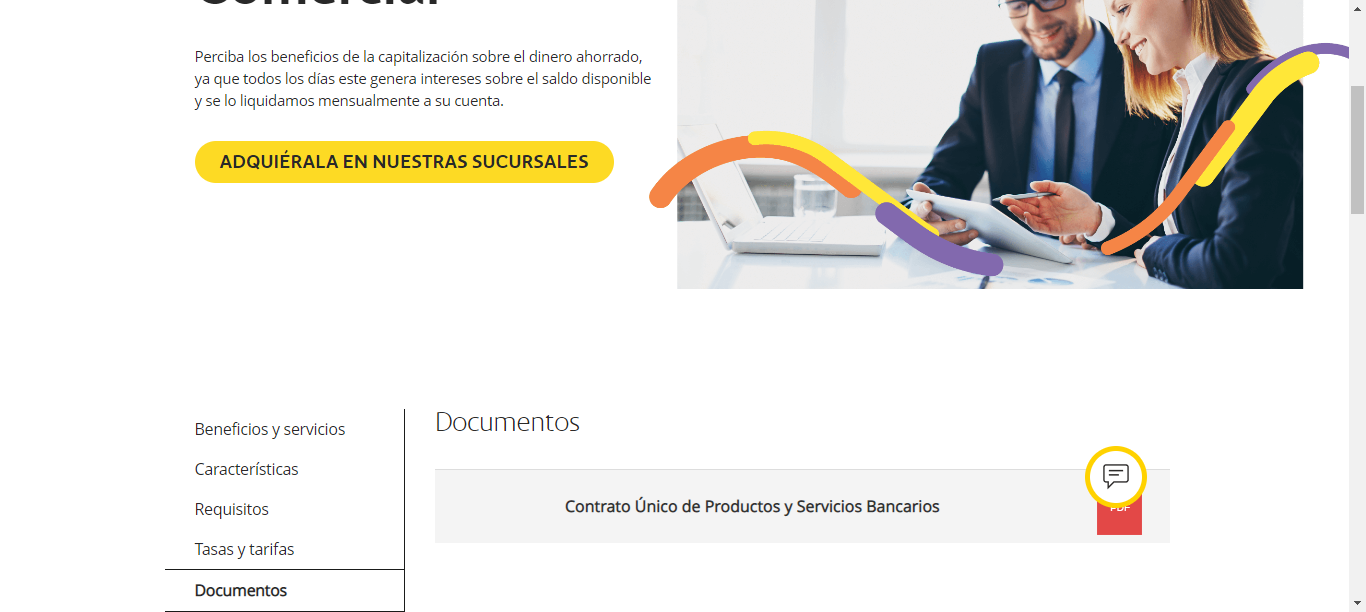 Comercial
Perciba los beneficios de la capitalización sobre el dinero ahorrado,
ya que todos los días este genera intereses sobre el saldo disponible
y se lo liquidamos mensualmente a su cuenta.
ADQUIÉRALA EN NUESTRAS SUCURSALES
Beneficios y servicios
Características
Requisitos
Tasas y tarifas
Documentos
Documentos
Contrato Único de Productos y Servicios Bancarios
PDF